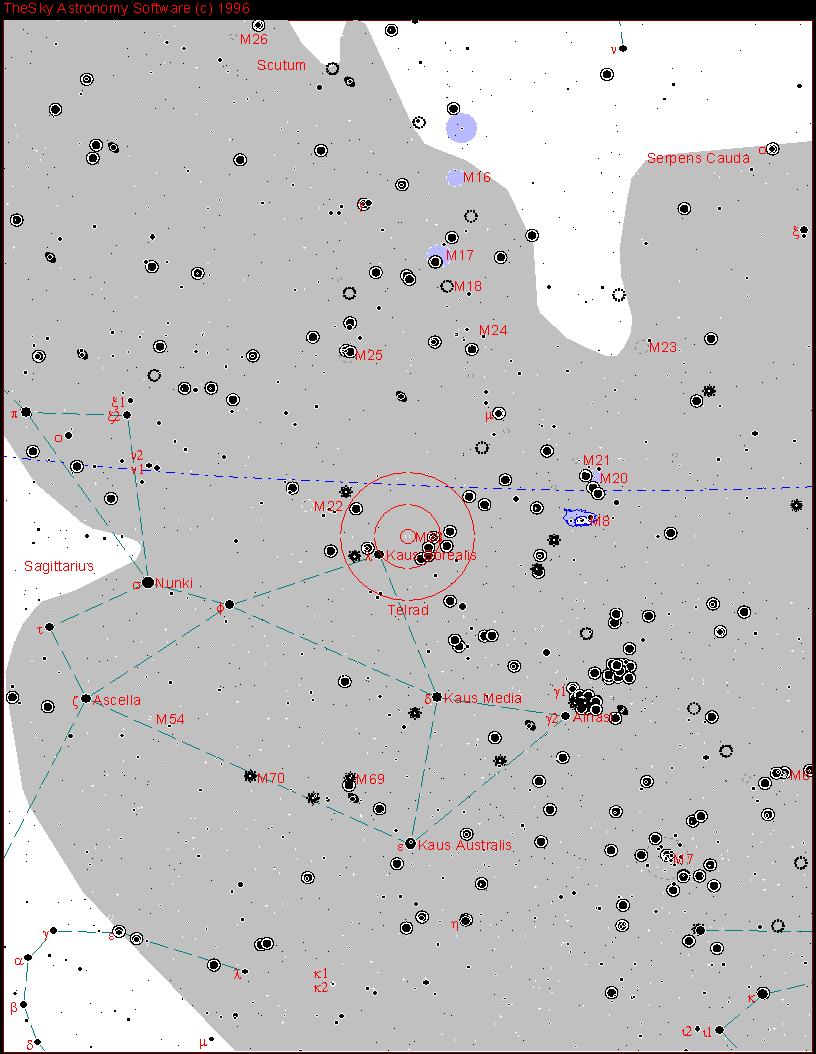 TheSky Astronomy Software (c) 1996
M26
ν
Scutum
Serpens Cauda
ο
M16
γ
ξ
M17
M18
M24
M23
M25
π
ξ1
ξ2
μ
ο
ν2
ν1
M21
M20
M22
M8
λ
Kaus Borealis
Sagittarius
σ
Nunki
φ
Telrad
τ
ζ
Ascella
δ
Kaus Media
γ1
γ2
Alnasl
M54
M70
M69
M6
ε
Kaus Australis
M7
η
γ
ε
α
λ
κ1
κ2
β
κ
ι2
ι1
δ
μ